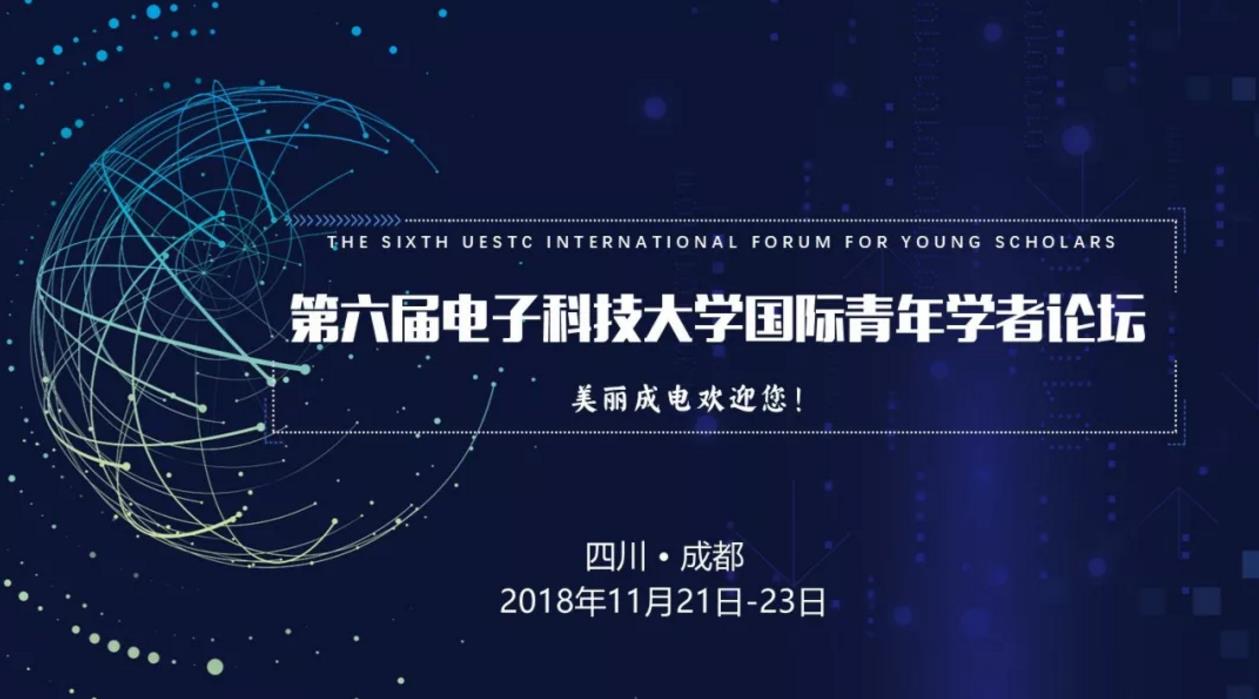 THE SIXTH UESTC INTERNATIONAL FORUM FOR YOUNG SCHOLARS
第六届电子科技大学国际青年学者论坛
美丽成电欢迎您!
四川·成都
2018年11月21日-23日